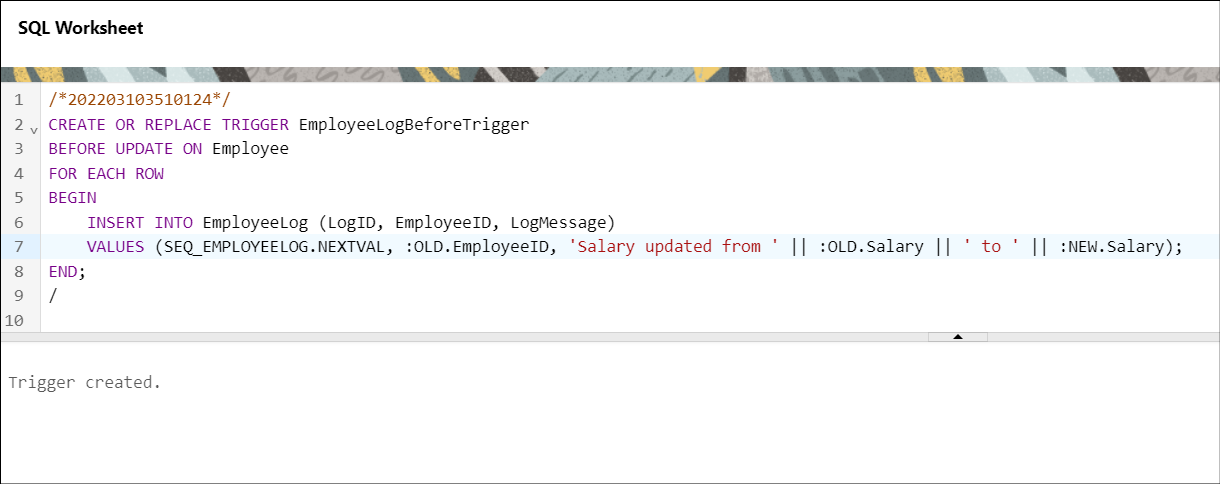 SQL Worksheet
1 /*202203103510124*/
2 CREATE OR REPLACE TRIGGER EmployeeLogBeforeTrigger
3 BEFORE UPDATE ON Employee
4 FOR EACH ROW
5 BEGIN
6 INSERT INTO EmployeeLog (LogID, EmployeeID, LogMessage)
7 VALUES (SEQ_EMPLOYEELOG.NEXTVAL, :OLD.EmployeeID, 'Salary updated from ' || :OLD.Salary || ' to ' || :NEW.Salary);
8 END;
9 /
10
Trigger created.